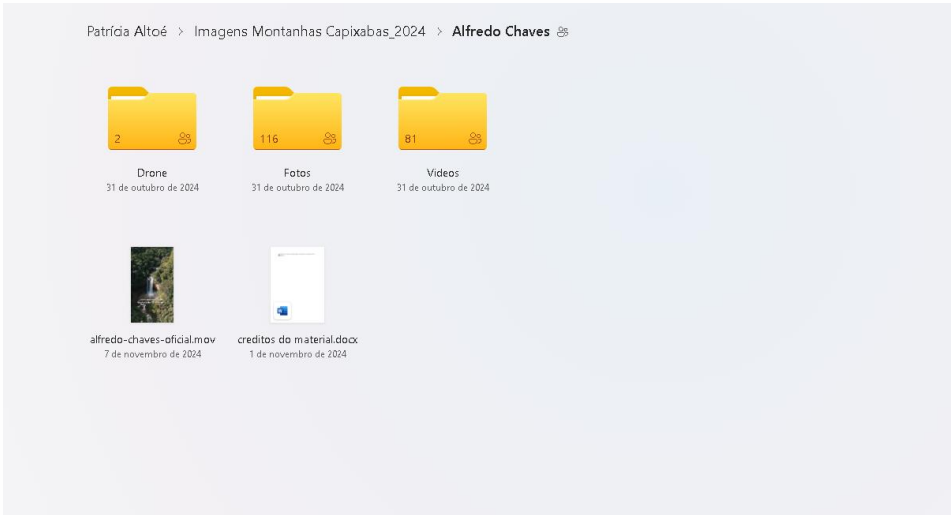 Patrícia Altoé > Imagens Montanhas Capixabas_2024 > Alfredo Chaves
2
116
81
Drone
Fotos
Videos
31 de outubro de 2024
31 de outubro de 2024
31 de outubro de 2024
alfredo-chaves-oficial.mov
creditos do material.docx
7 de novembro de 2024
1 de novembro de 2024